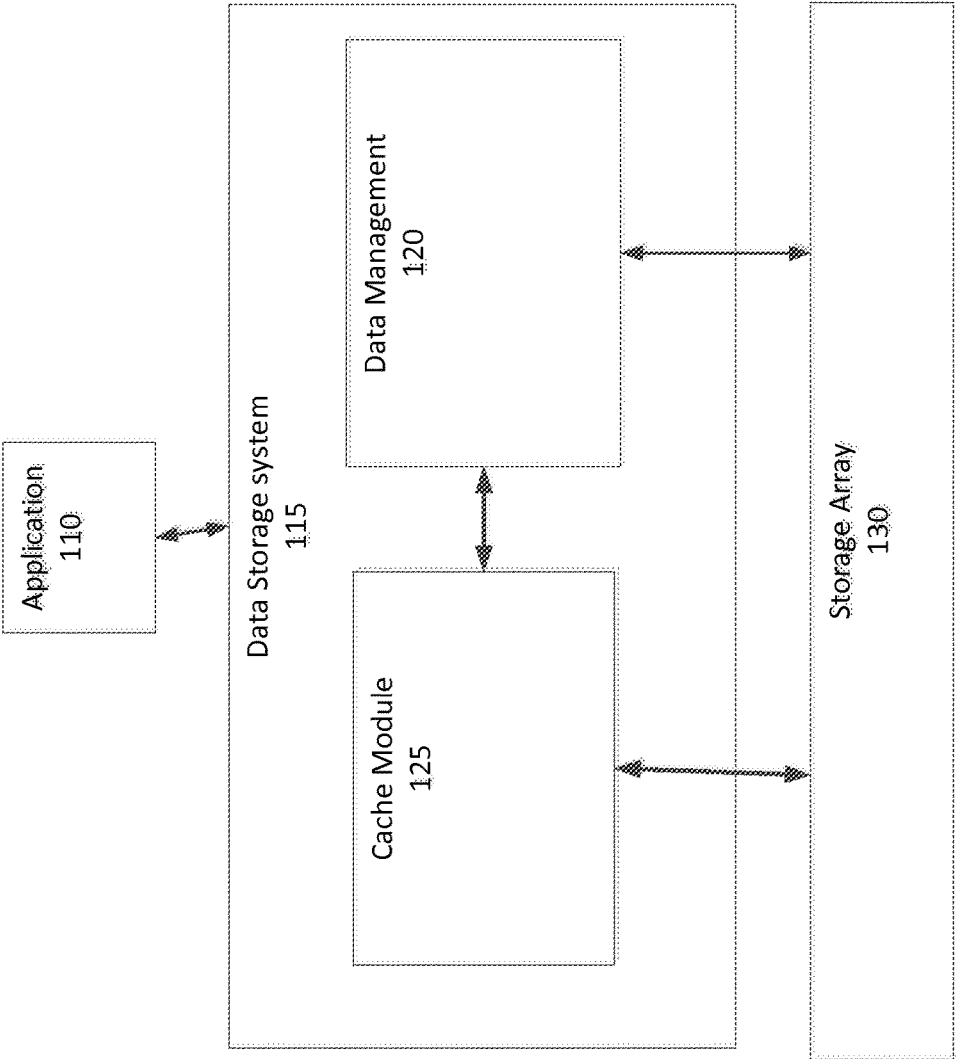 Application
110
Data Storage system
115
Cache Module
125
Data Management
120
Storage Array
130